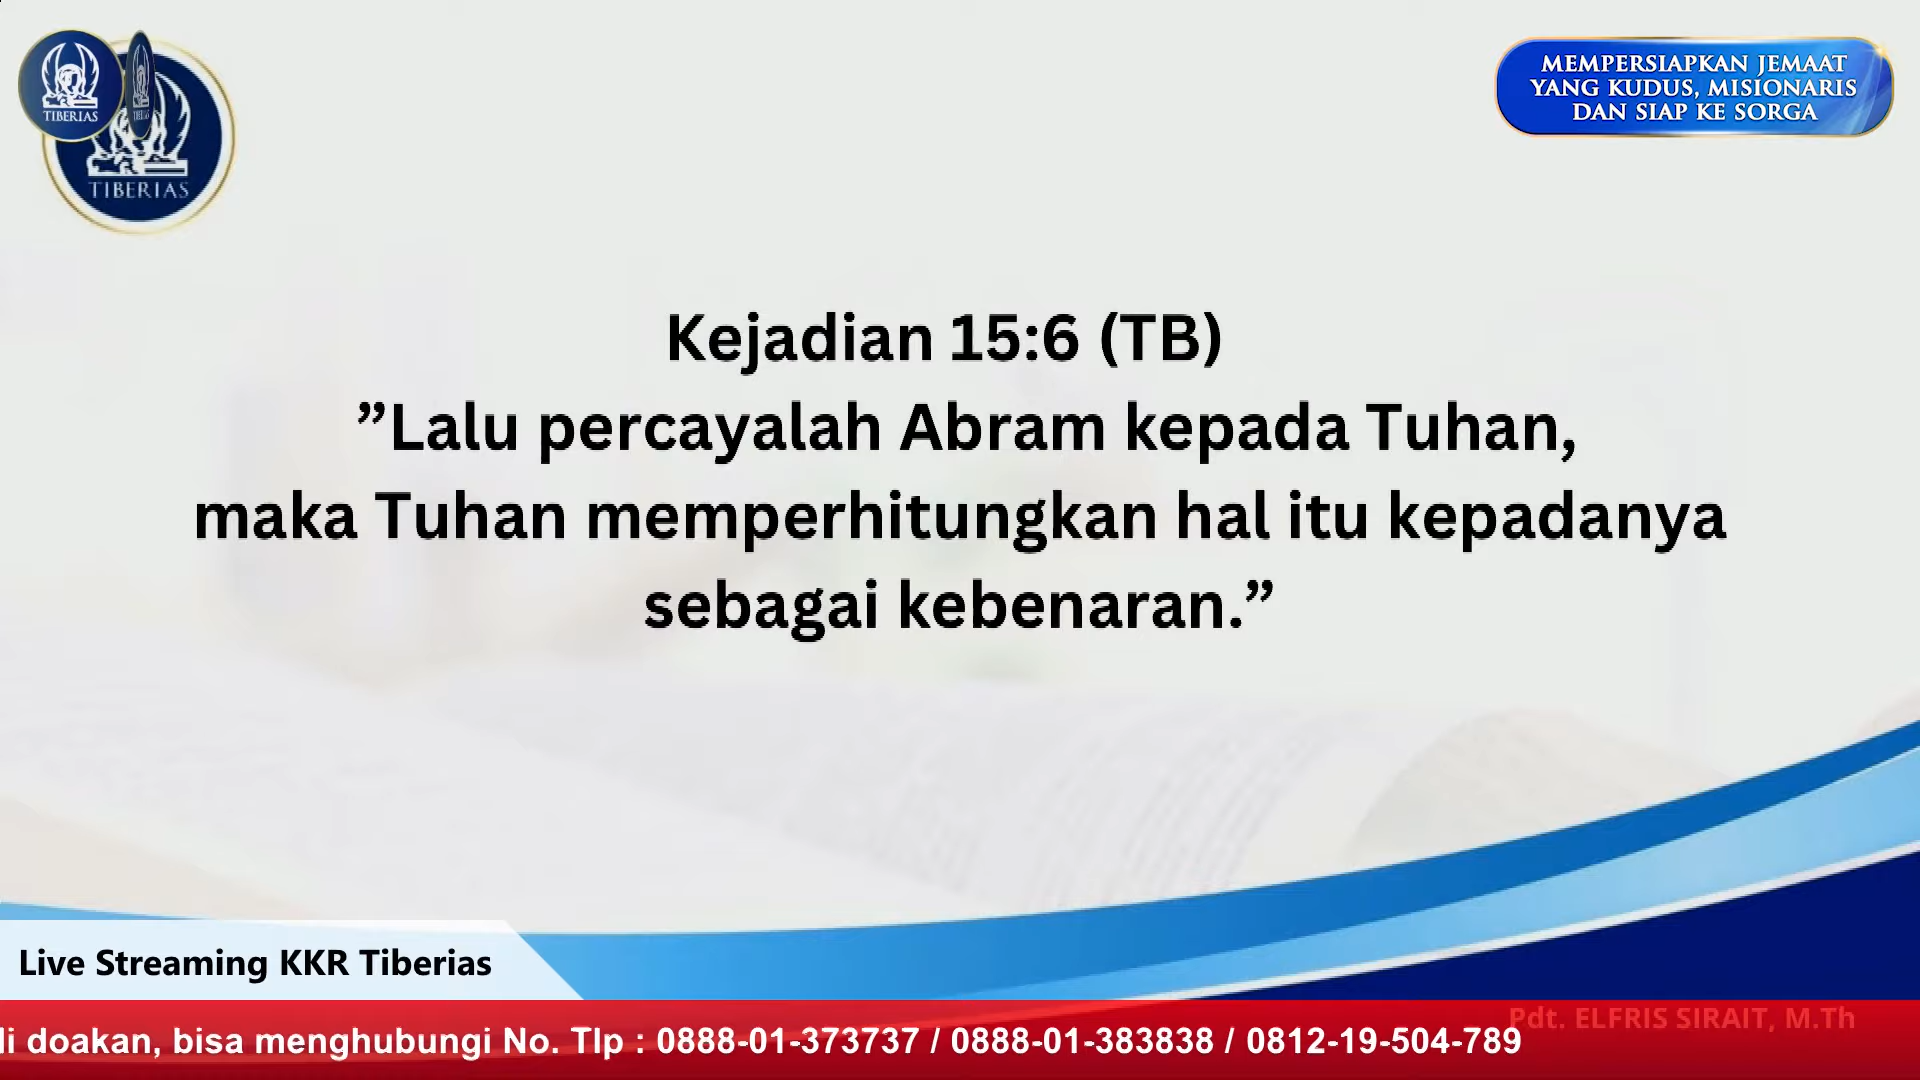 TIBERIAS
TIBERIAS
MEMPERSIAPKAN JEMAAT
YANG KUDUS, MISIONARIS
DAN SIAP KE SORGA
Kejadian 15:6 (TB)
”Lalu percayalah Abram kepada Tuhan,
maka Tuhan memperhitungkan hal itu kepadanya
sebagai kebenaran.”
Live Streaming KKR Tiberias
Pdt. ELFRIS SIRAIT, M.Th
di doakan, bisa menghubungi No. Tlp : 0888-01-373737 / 0888-01-383838 / 0812-19-504-789